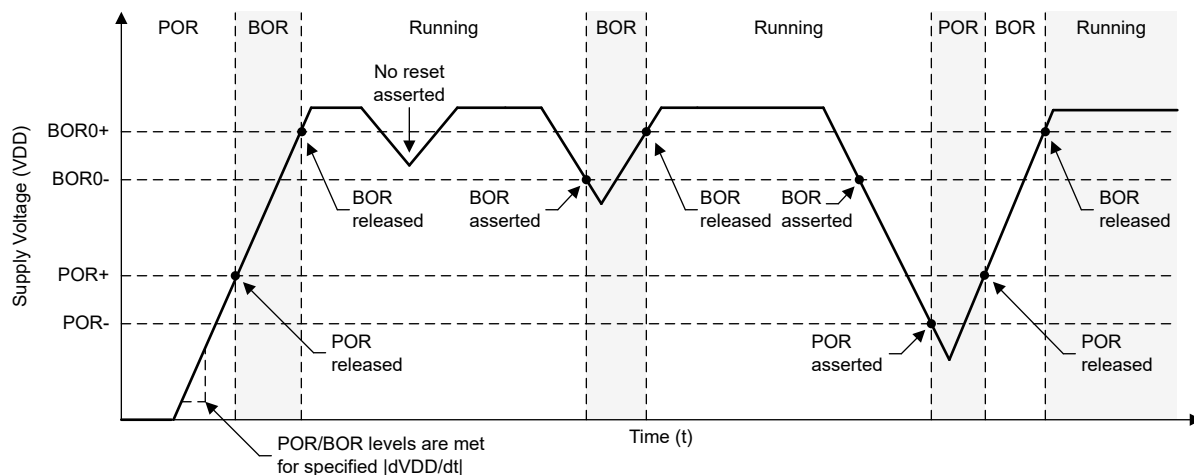 POR BOR Running BOR Running POR BOR Running
No reset
asserted
Supply Voltage (VDD)
BOR0+
BOR0-
POR+
POR-
BOR
released
BOR
asserted
BOR
released
BOR
asserted
BOR
released
POR
released
POR
asserted
POR
released
POR/BOR levels are met
for specified |dVDD/dt|
Time (t)